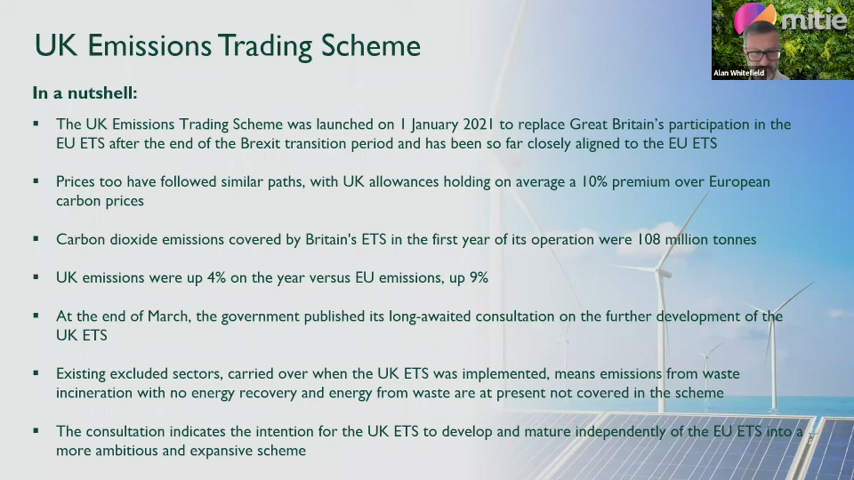 mitie
Alan Whitefield
UK Emissions Trading Scheme
In a nutshell:
▪ The UK Emissions Trading Scheme was launched on 1 January 2021 to replace Great Britain's participation in the
EU ETS after the end of the Brexit transition period and has been so far closely aligned to the EU ETS
▪ Prices too have followed similar paths, with UK allowances holding on average a 10% premium over European
carbon prices
▪ Carbon dioxide emissions covered by Britain's ETS in the first year of its operation were 108 million tonnes
▪ UK emissions were up 4% on the year versus EU emissions, up 9%
▪ At the end of March, the government published its long-awaited consultation on the further development of the
UK ETS
▪ Existing excluded sectors, carried over when the UK ETS was implemented, means emissions from waste
incineration with no energy recovery and energy from waste are at present not covered in the scheme
▪ The consultation indicates the intention for the UK ETS to develop and mature independently of the EU ETS into a
more ambitious and expansive scheme